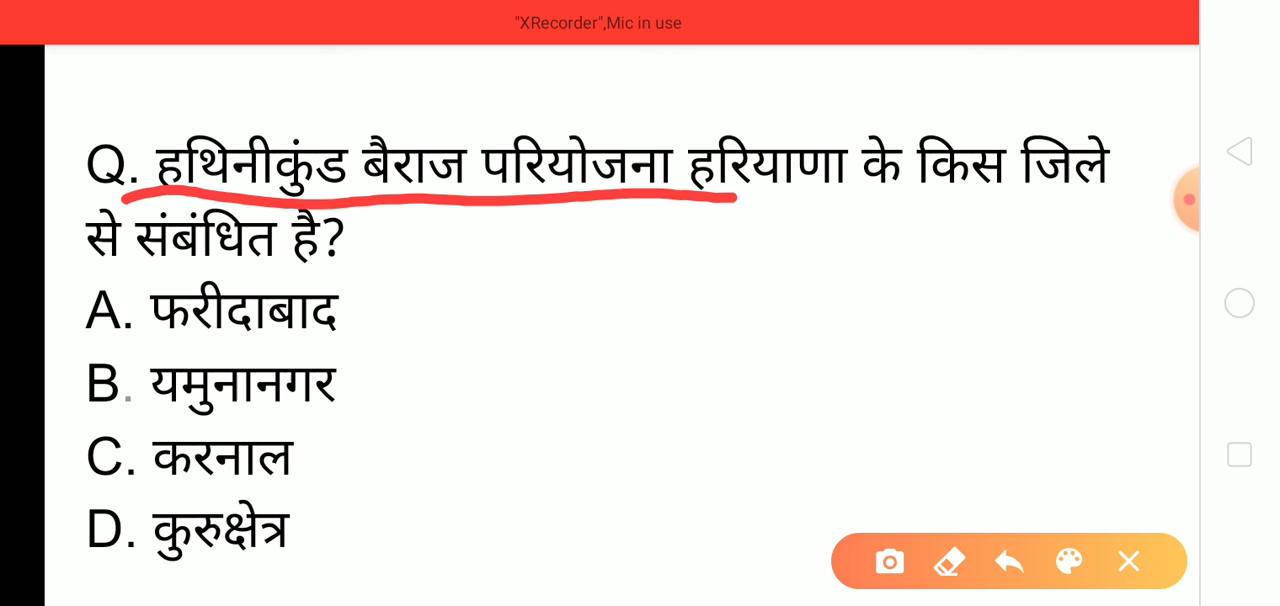 "XRecorder",Mic in use
Q. हथिनीकुंड बैराज परियोजना हरियाणा के किस जिले
से संबंधित है?
A. फरीदाबाद
B. यमुनानगर
C. करनाल
D. कुरुक्षेत्र